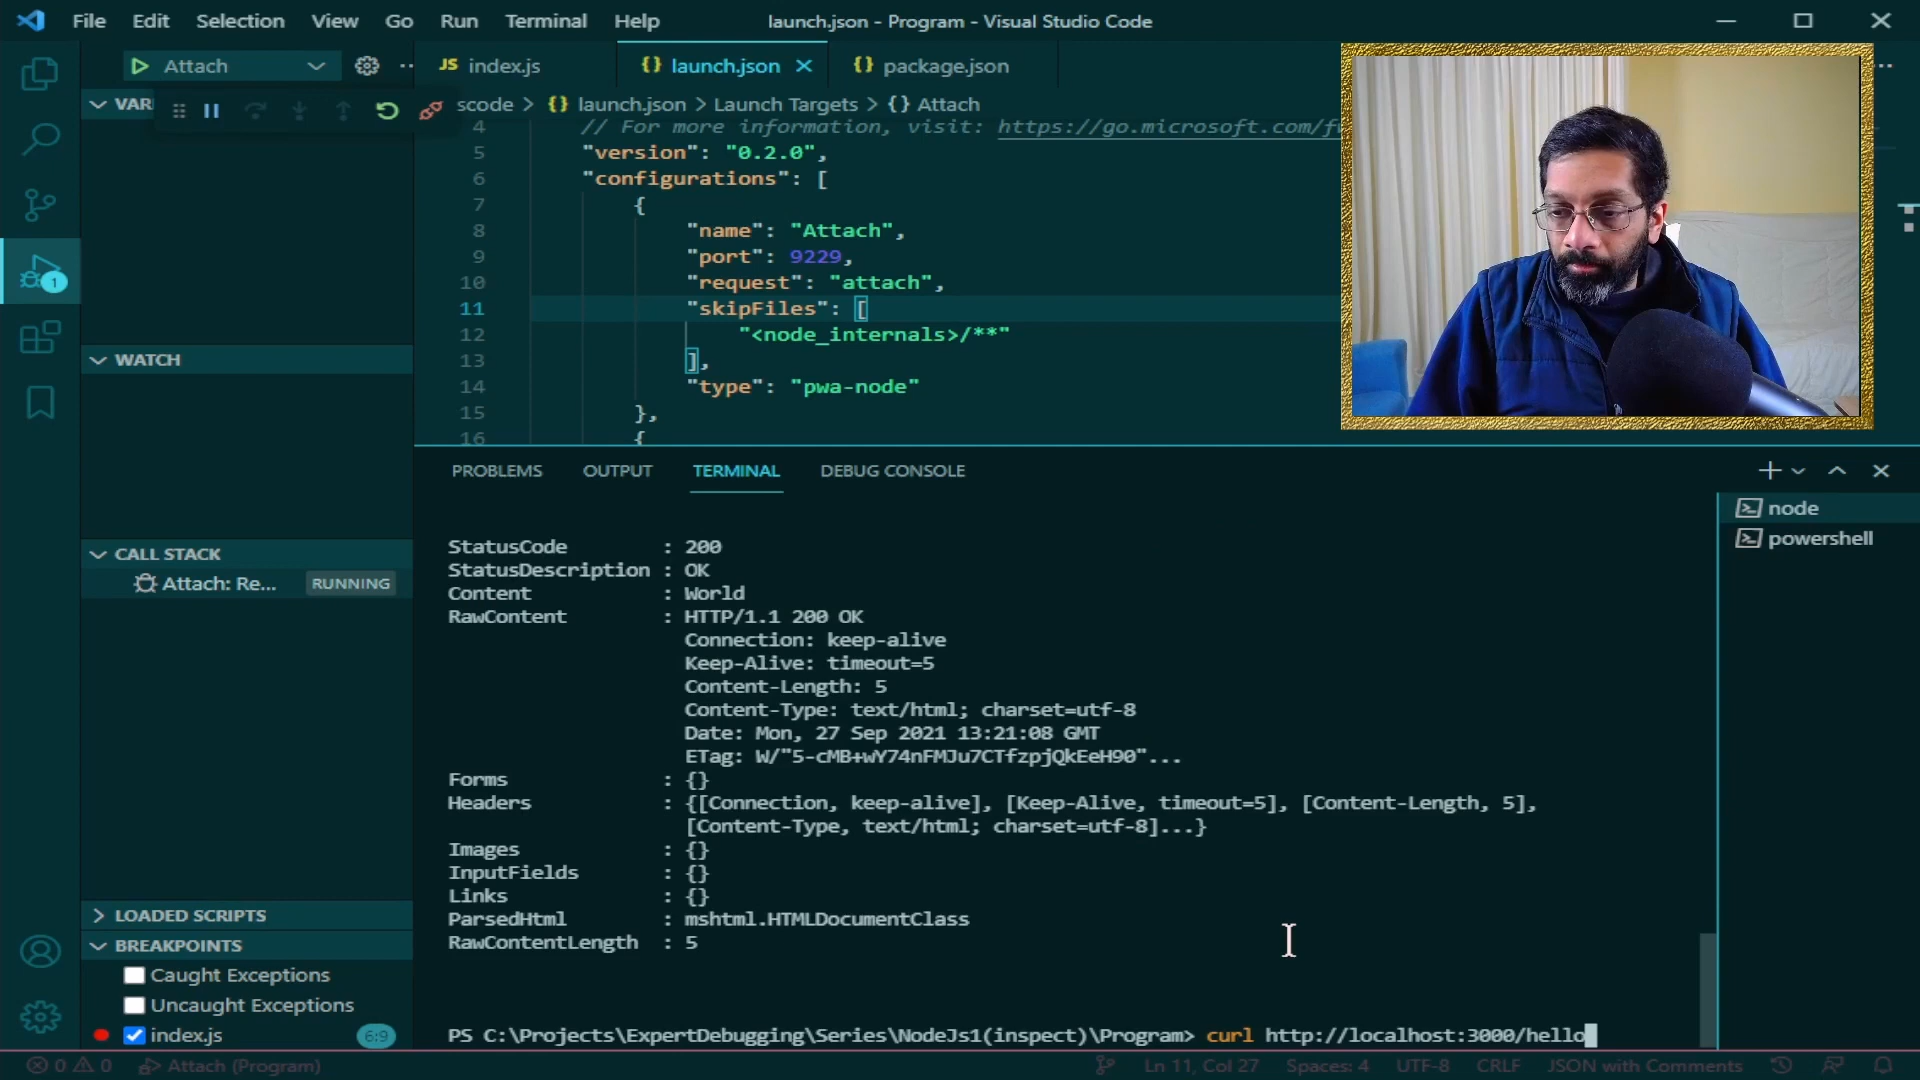 File Edit Selection View Go Run Terminal Help
launch.json - Program - Visual Studio Code
Attach
JS index.js
{} launch.json
{} package.json
scode > {} launch.json > Launch Targets > {} Attach
4 // For more information, visit: https://go.microsoft.com/f
5 "version": "0.2.0",
6 "configurations": [
7 {
8 "name": "Attach",
9 "port": 9229,
10 "request": "attach",
11 "skipFiles": [
12 "<node_internals>/**"
13 ],
14 "type": "pwa-node"
15 },
16 {
VAR
WATCH
CALL STACK
Attach: Re... RUNNING
1
LOADED SCRIPTS
BREAKPOINTS
Caught Exceptions
Uncaught Exceptions
index.js 6:9
PROBLEMS OUTPUT TERMINAL DEBUG CONSOLE
node
powershell
StatusCode : 200
StatusDescription : OK
Content : World
RawContent : HTTP/1.1 200 OK
Connection: keep-alive
Keep-Alive: timeout=5
Content-Length: 5
Content-Type: text/html; charset=utf-8
Date: Mon, 27 Sep 2021 13:21:08 GMT
ETag: W/"5-cMB+wY74nFMJu7CTfzpjQkEeH90"...
Forms : {}
Headers : {[Connection, keep-alive], [Keep-Alive, timeout=5], [Content-Length, 5],
[Content-Type, text/html; charset=utf-8]...}
Images : {}
InputFields : {}
Links : {}
ParsedHtml : mshtml.HTMLDocumentClass
RawContentLength : 5
PS C:\Projects\ExpertDebugging\Series\NodeJs1(inspect)\Program> curl http://localhost:3000/hello
0 0 Attach (Program)
Ln 11, Col 27 Spaces: 4 UTF-8 CRLF JSON with Comments